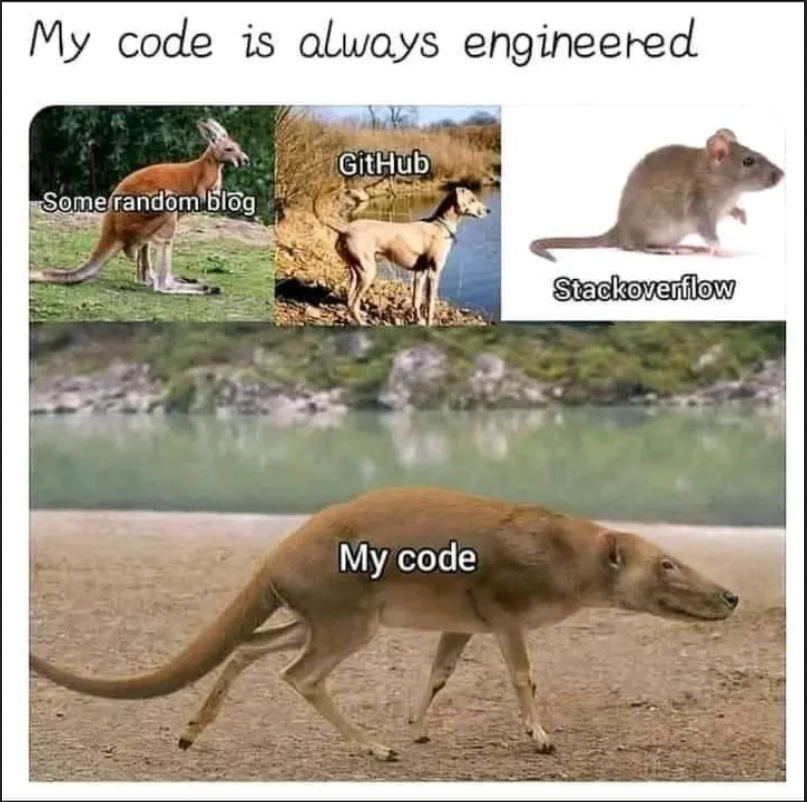 My code is always engineered
Some random blog
GitHub
Stackoverflow
My code